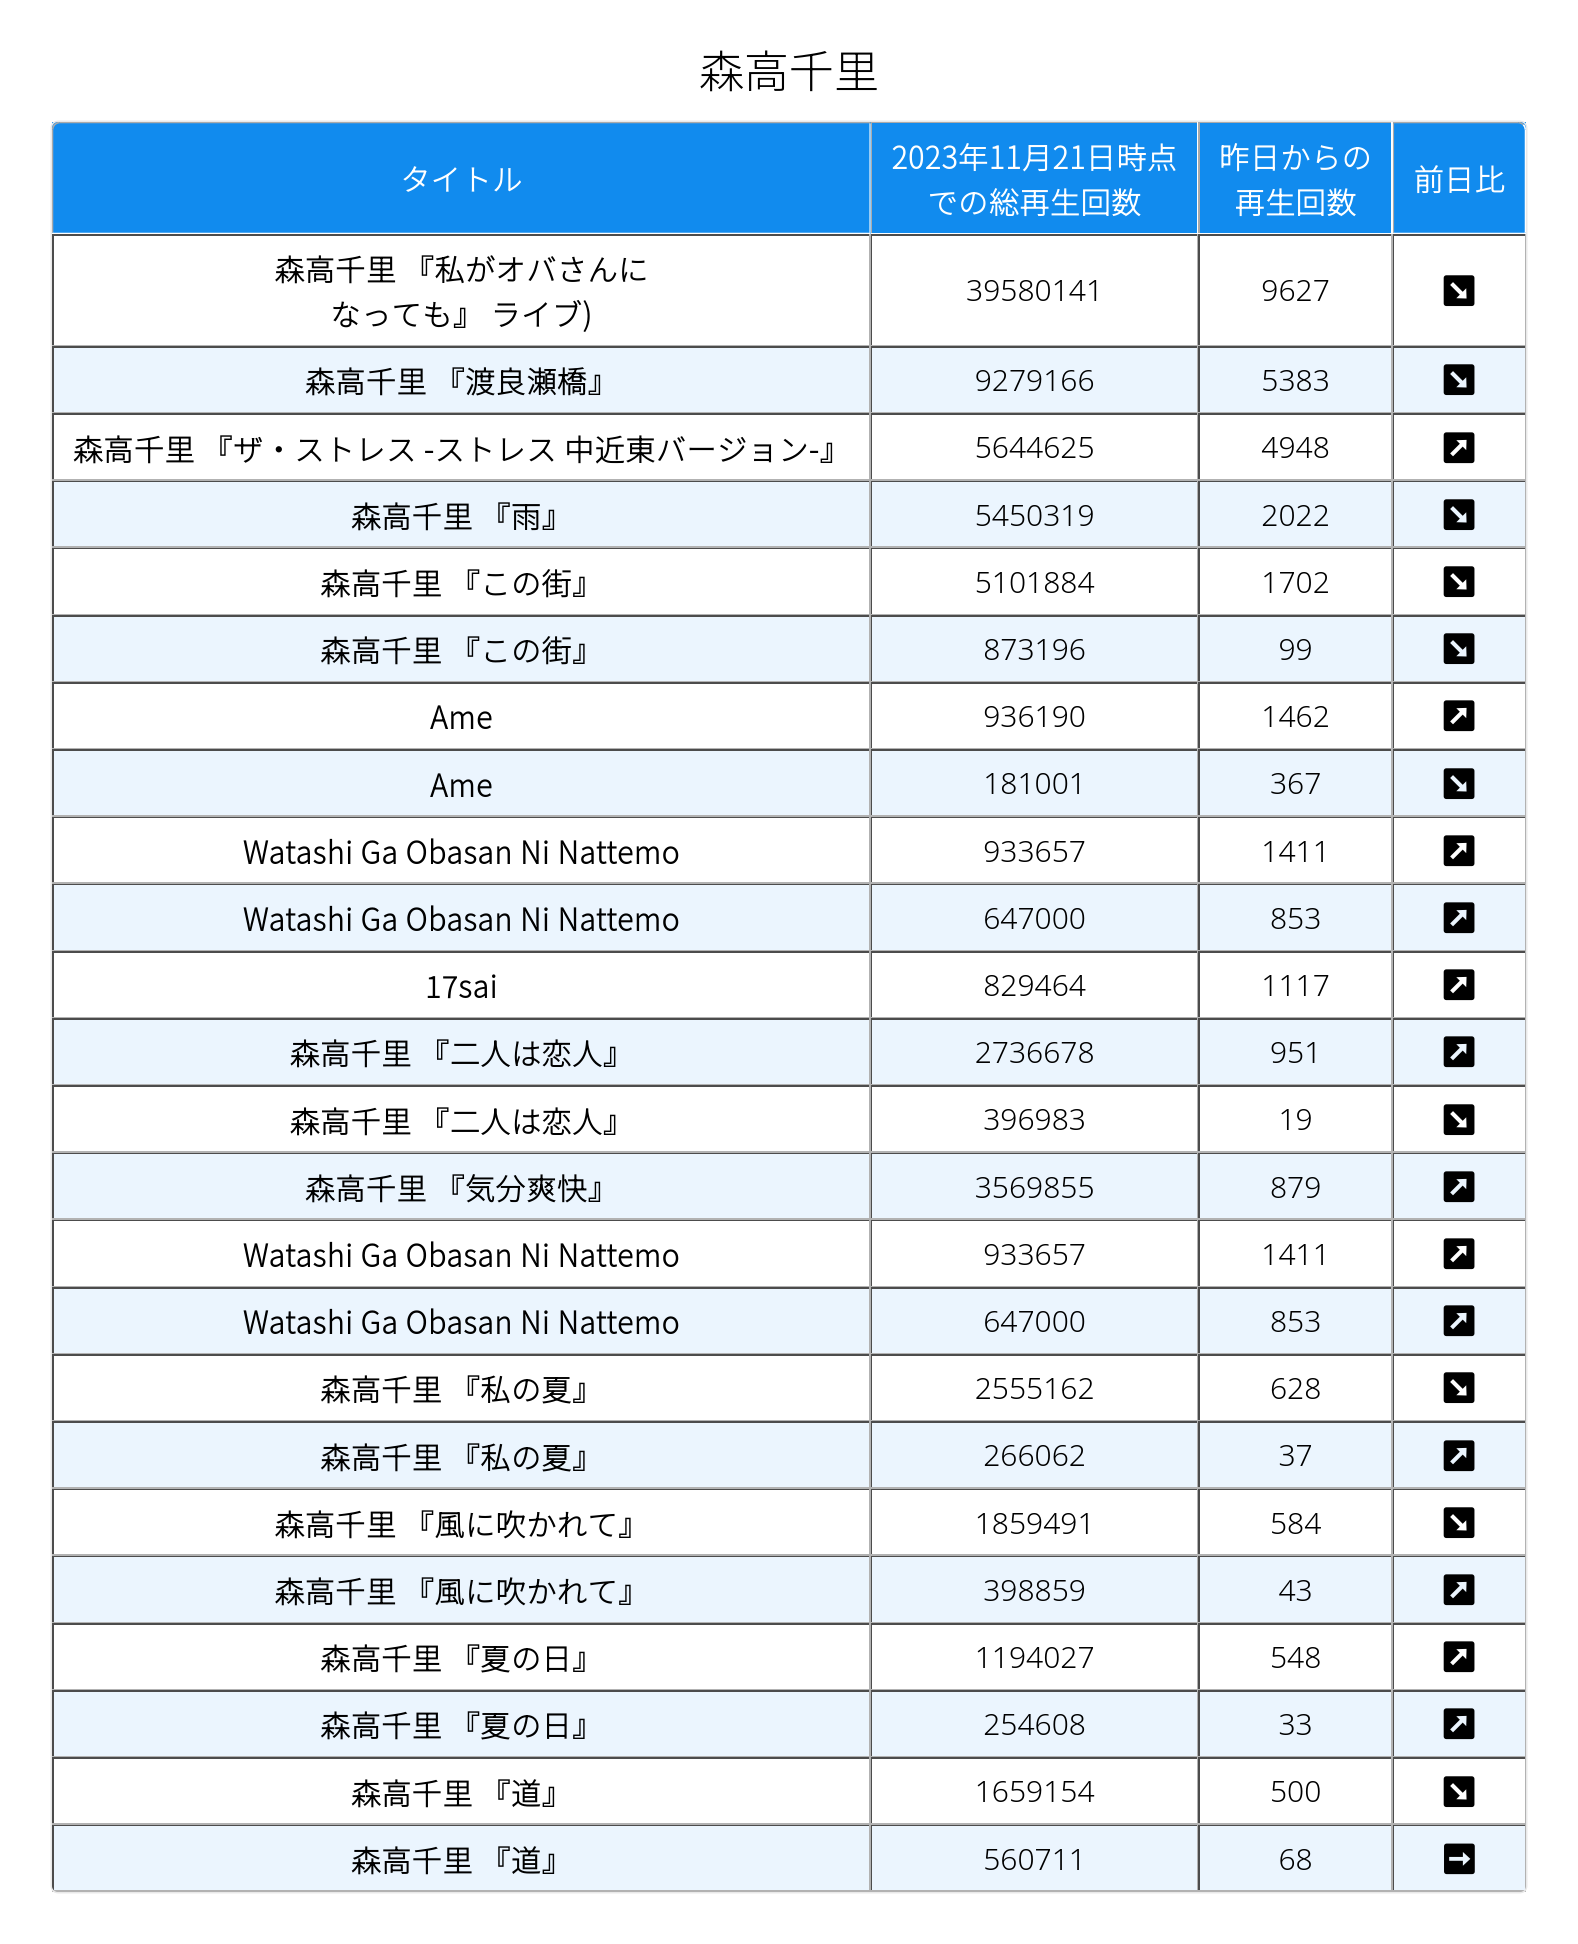 森高千里
タイトル
2023年11月21日時点
での総再生回数
昨日からの
再生回数
前日比
森高千里 『私がオバさんに
なっても』 ライブ)
39580141
9627
森高千里 『渡良瀬橋』
9279166
5383
森高千里 『ザ・ストレス -ストレス 中近東バージョン-』
5644625
4948
森高千里 『雨』
5450319
2022
森高千里 『この街』
5101884
1702
森高千里 『この街』
873196
99
Ame
936190
1462
Ame
181001
367
Watashi Ga Obasan Ni Nattemo
933657
1411
Watashi Ga Obasan Ni Nattemo
647000
853
17sai
829464
1117
森高千里 『二人は恋人』
2736678
951
森高千里 『二人は恋人』
396983
19
森高千里 『気分爽快』
3569855
879
Watashi Ga Obasan Ni Nattemo
933657
1411
Watashi Ga Obasan Ni Nattemo
647000
853
森高千里 『私の夏』
2555162
628
森高千里 『私の夏』
266062
37
森高千里 『風に吹かれて』
1859491
584
森高千里 『風に吹かれて』
398859
43
森高千里 『夏の日』
1194027
548
森高千里 『夏の日』
254608
33
森高千里 『道』
1659154
500
森高千里 『道』
560711
68